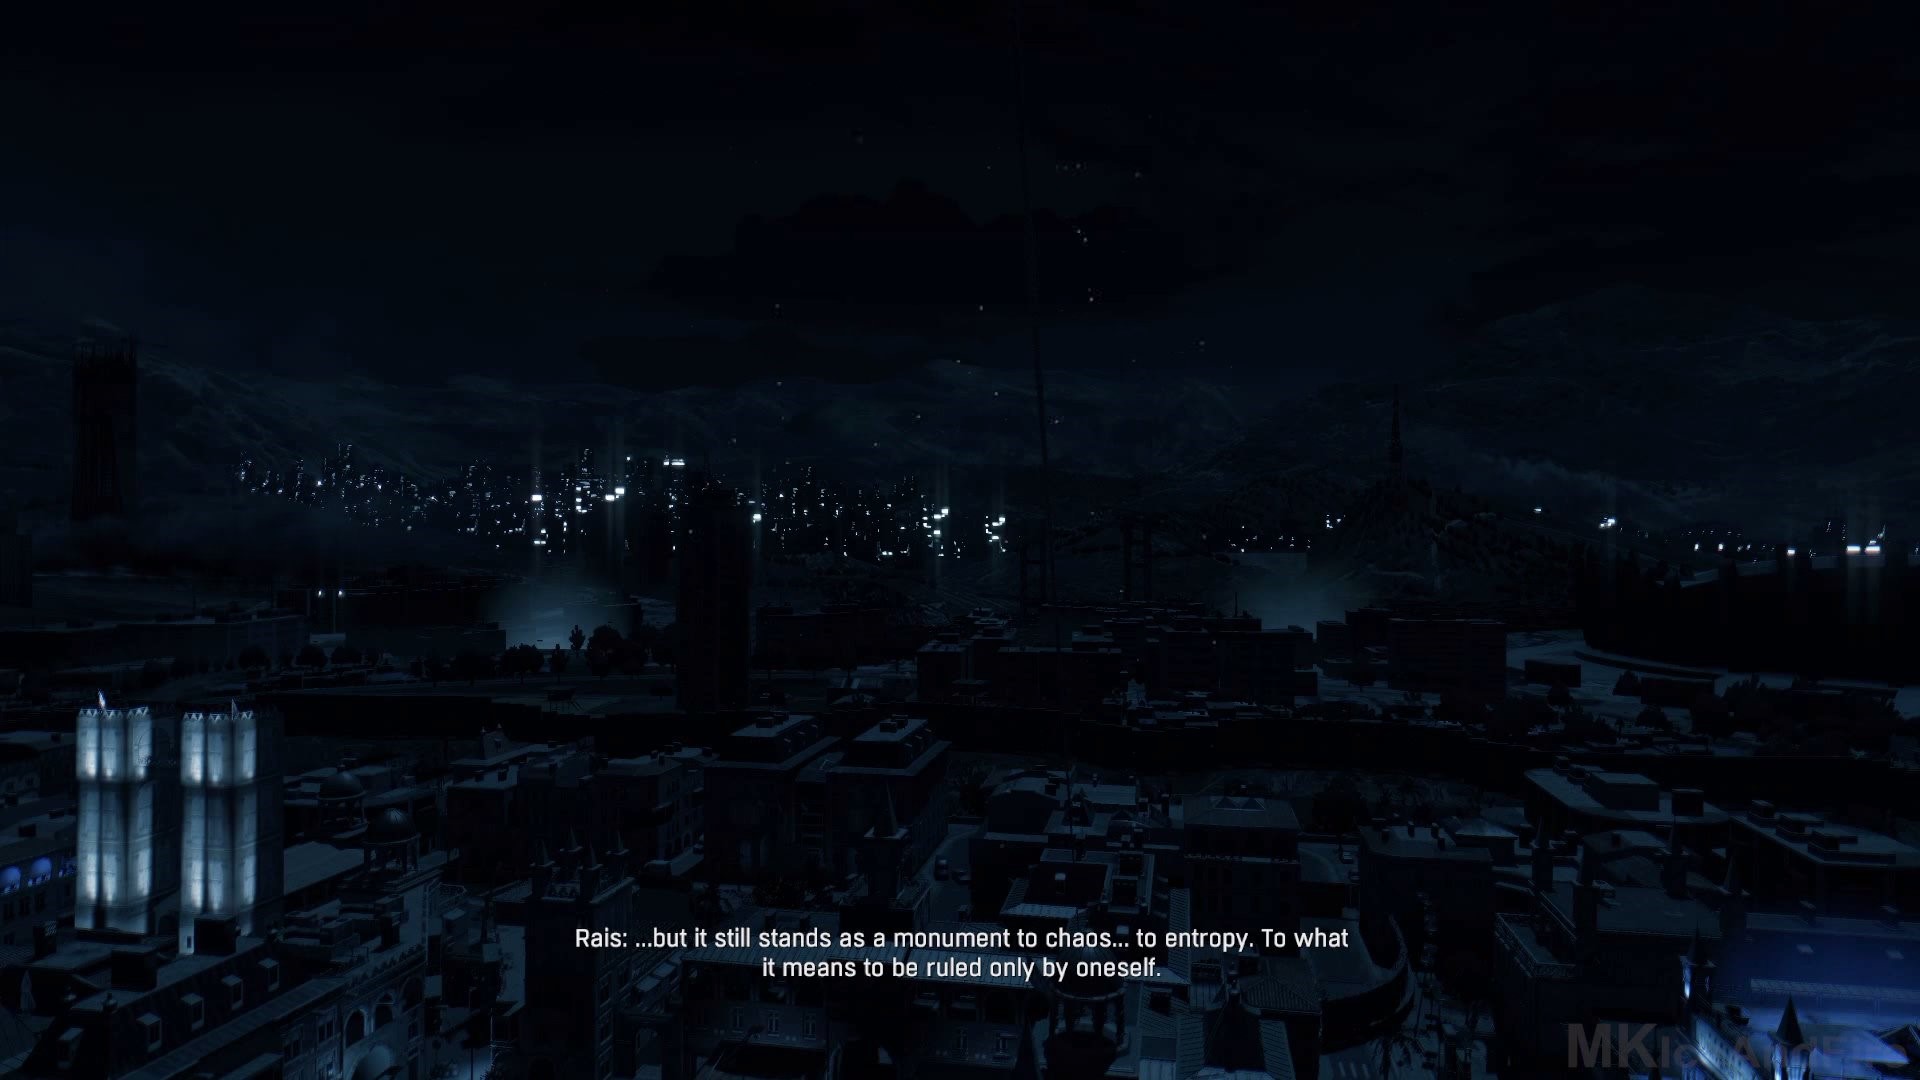 Rais: ...but it still stands as a monument to chaos... to entropy. To what
it means to be ruled only by oneself.